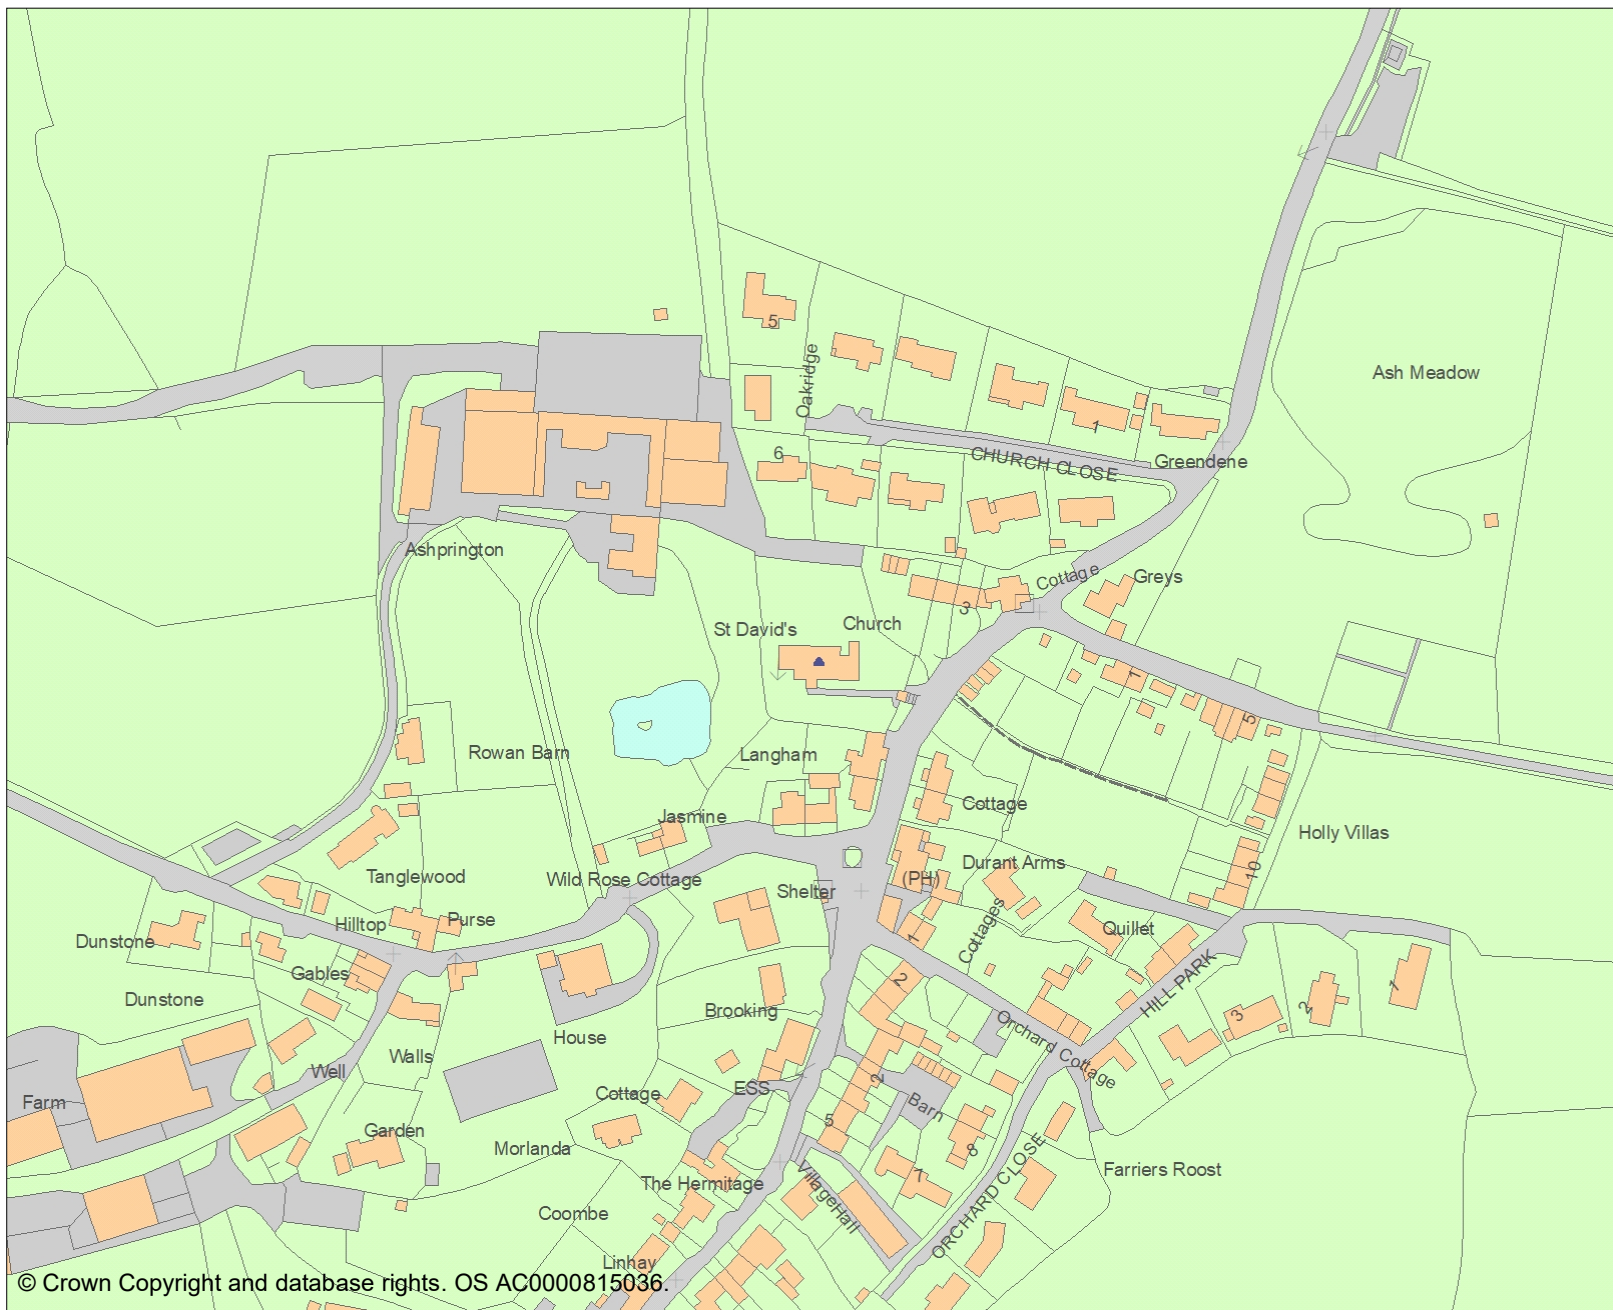 5
Oakridge
Ash Meadow
1
6
CHURCH CLOSE
Greendene
Ashprington
Cottage
Greys
3
St David's
Church
1
5
Rowan Barn
Langham
Cottage
Jasmine
Holly Villas
Durant Arms
(PH)
10
Tanglewood
Wild Rose Cottage
Shelter
Hilltop
Purse
Cottages
1
Quillet
Dunstone
Gables
2
HILL PARK
1
2
3
Dunstone
Brooking
House
Orchard Cottage
Walls
Well
2
ESS
Cottage
Farm
Barn
5
Garden
Morlanda
8
The Hermitage
7
Farriers Roost
Village Hall
ORCHARD CLOSE
Coombe
Linhay
© Crown Copyright and database rights. OS AC0000815036.